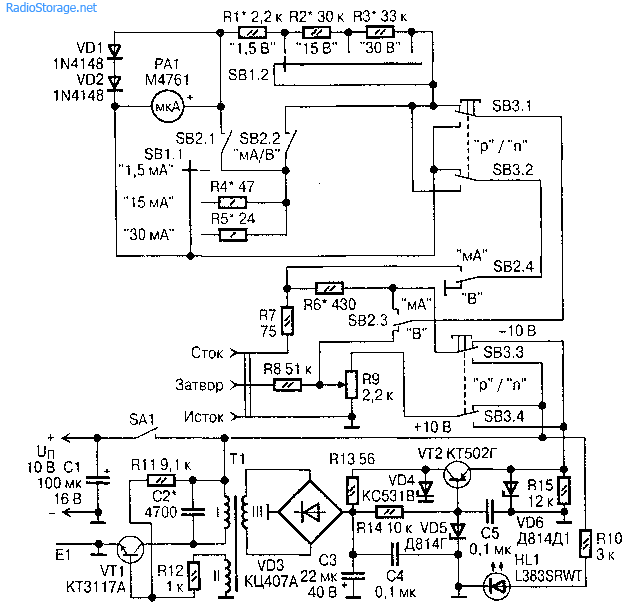 RadioStorage.net
R1* 2,2 к R2* 30 к R3* 33 к
"1,5 В" "15 В" "30 В"
VD1
1N4148
VD2
1N4148
PA1
М4761
+
мкА
SB1.2
SB2.1
SB2.2
"мА/В"
SB3.1
"p" / "n"
SB3.2
SB1.1
"1,5 мА"
R4* 47
"15 мА"
R5* 24
"30 мА"
"мА"
SB2.4
"В"
R6* 430
"мА"
SB2.3
"В"
R7
75
Сток
Затвор
Исток
R8 51 к
R9
2,2 к
−10 В
SB3.3
"p" / "n"
SB3.4
+10 В
SA1
+
Uп
10 В
−
C1
100 мк
16 В
+
R11 9,1 к
C2*
4700
T1
I
II
III
E1
VT1
КТ3117А
R12
1 к
VD3
КЦ407А
R13 56
VT2 КТ502Г
VD4
КС531В
R14 10 к
VD5
Д814Г
C3
22 мк
40 В
+
C4
0,1 мк
C5
0,1 мк
VD6
Д814Д1
R15
12 к
HL1
L383SRWT
R10
3 к